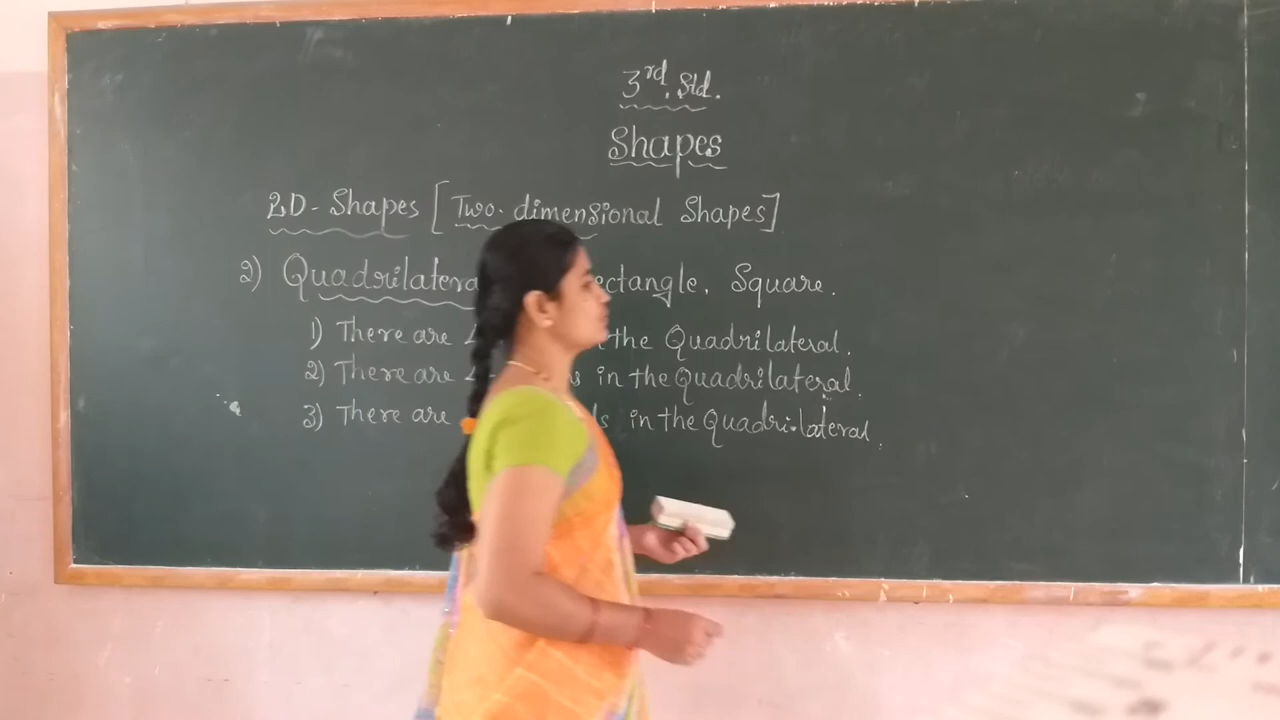 3rd. Std.
Shapes
2D- Shapes [Two-dimensional Shapes]
2) Quadrilatera ectangle, Square.
1) There are the Quadrilateral.
2) There are in the Quadrilateral.
3) There are in the Quadri-lateral.